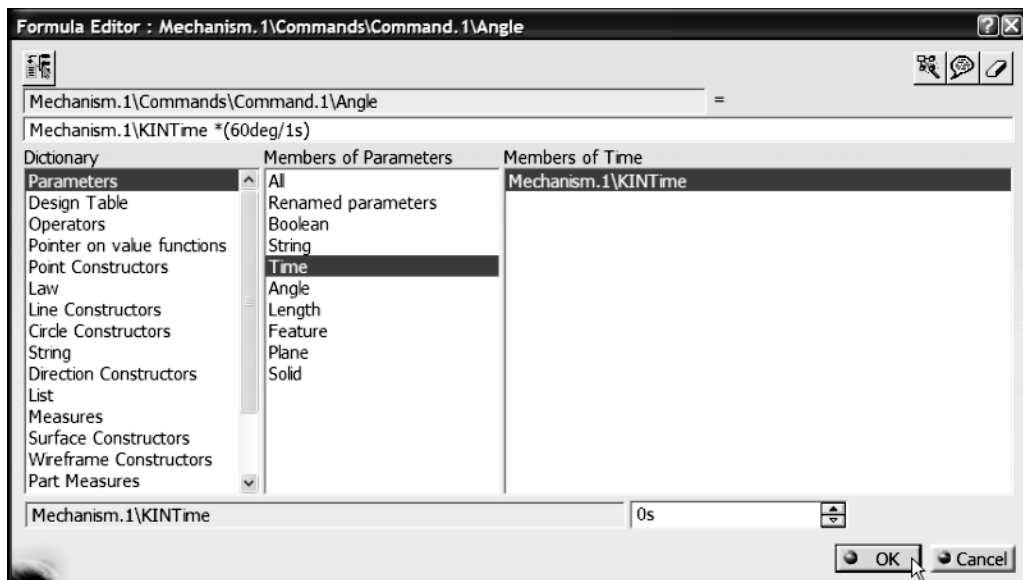 Formula Editor : Mechanism.1\Commands\Command.1\Angle
Mechanism.1\Commands\Command.1\Angle =
Mechanism.1\KINTime *(60deg/1s)
Dictionary Members of Parameters Members of Time
Parameters All Mechanism.1\KINTime
Design Table Renamed parameters
Operators Boolean
Pointer on value functions String
Point Constructors Time
Law Angle
Line Constructors Length
Circle Constructors Feature
String Plane
Direction Constructors Solid
List
Measures
Surface Constructors
Wireframe Constructors
Part Measures
Mechanism.1\KINTime 0s
OK Cancel